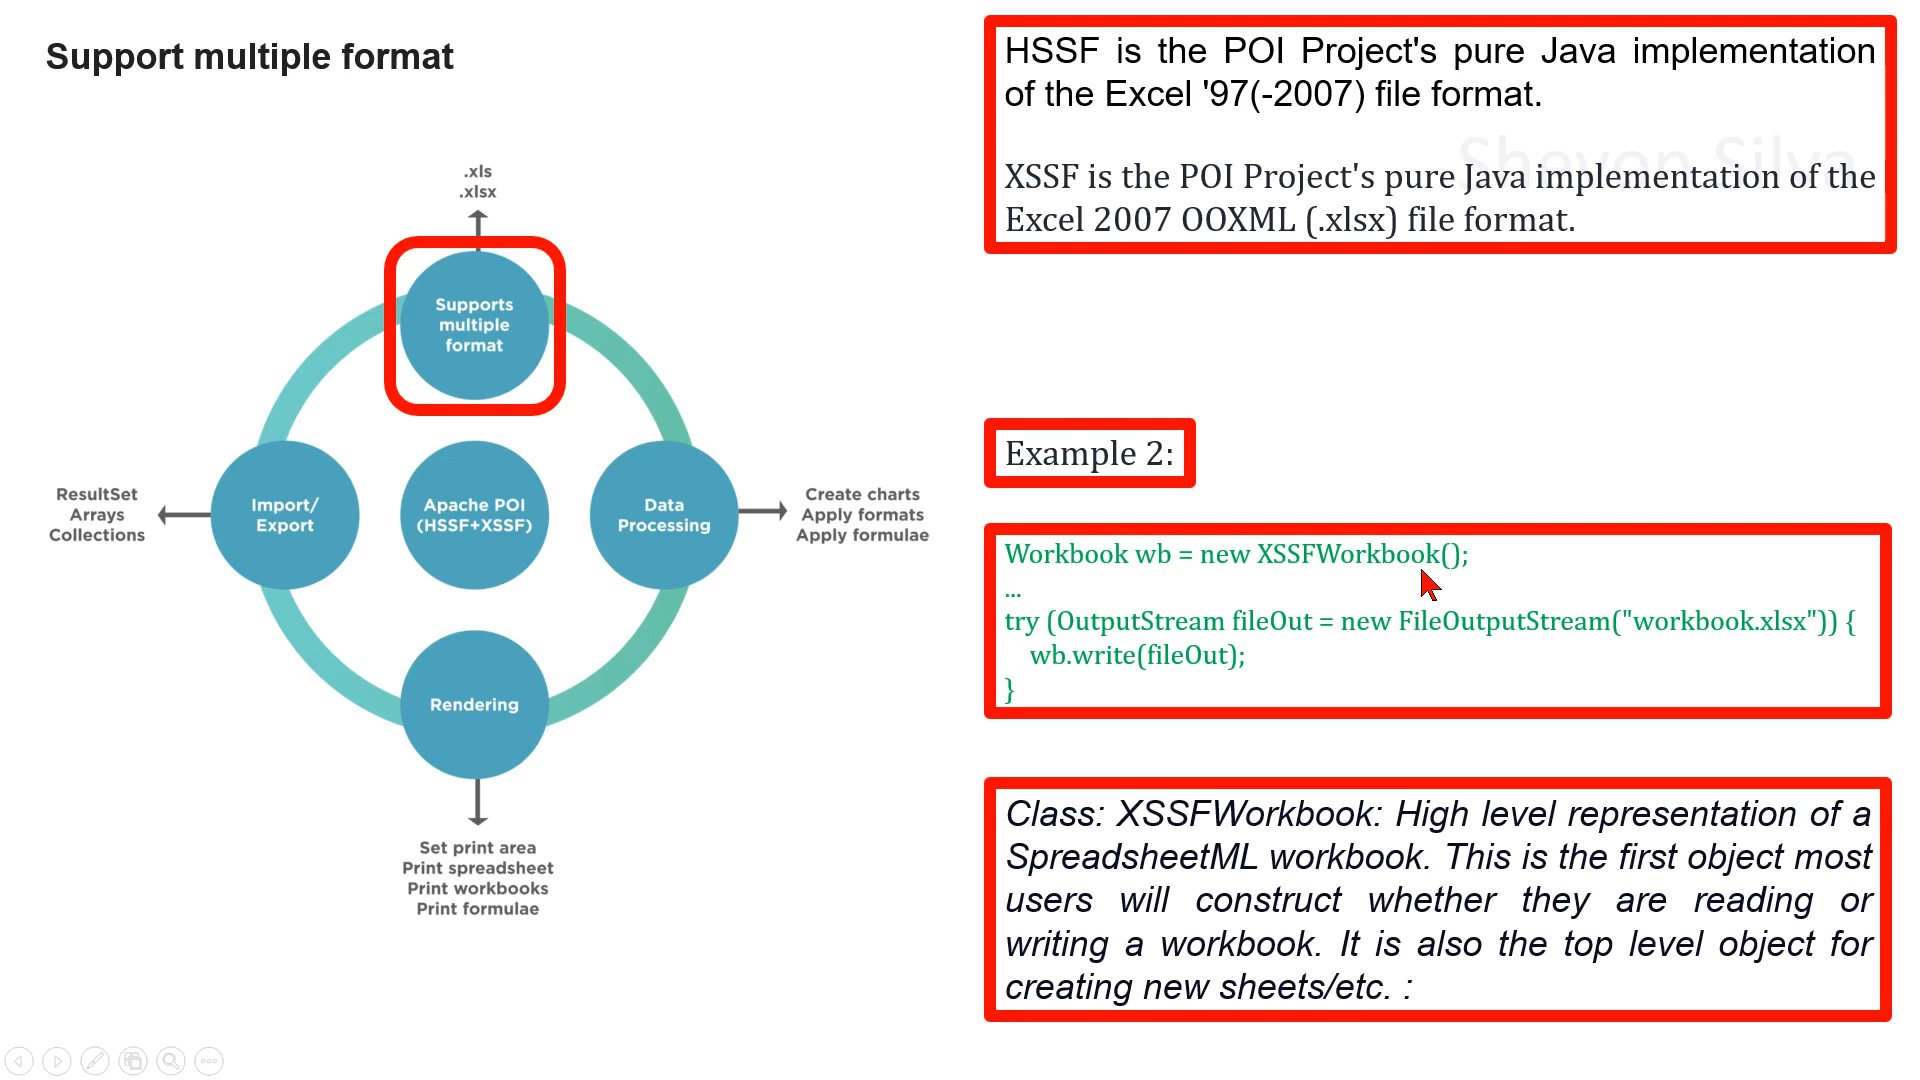 Support multiple format
HSSF is the POI Project's pure Java implementation
of the Excel '97(-2007) file format.
Shevon Silva
XSSF is the POI Project's pure Java implementation of the
Excel 2007 OOXML (.xlsx) file format.
.xls
.xlsx
Supports
multiple
format
ResultSet
Arrays
Collections
Import/
Export
Apache POI
(HSSF+XSSF)
Data
Processing
Create charts
Apply formats
Apply formulae
Rendering
Set print area
Print spreadsheet
Print workbooks
Print formulae
Example 2:
Workbook wb = new XSSFWorkbook();
...
try (OutputStream fileOut = new FileOutputStream("workbook.xlsx")) {
wb.write(fileOut);
}
Class: XSSFWorkbook: High level representation of a
SpreadsheetML workbook. This is the first object most
users will construct whether they are reading or
writing a workbook. It is also the top level object for
creating new sheets/etc. :